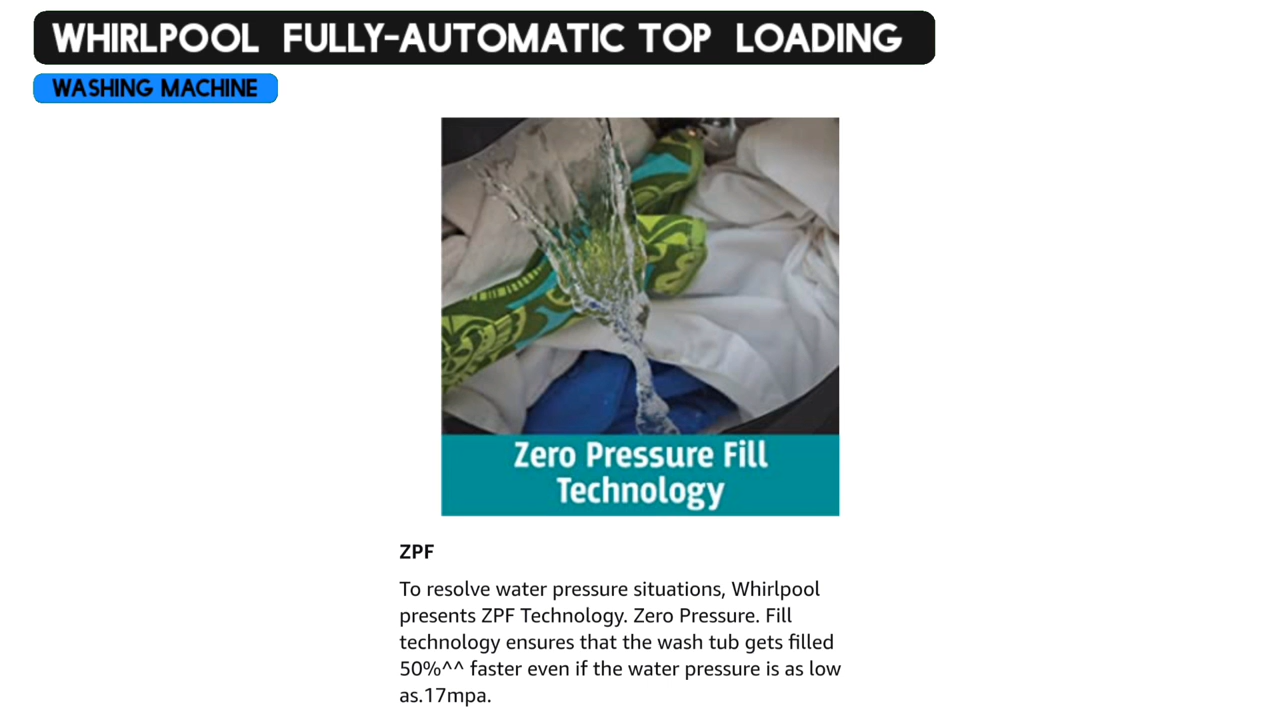 WHIRLPOOL FULLY-AUTOMATIC TOP LOADING
WASHING MACHINE
Zero Pressure Fill
Technology
ZPF
To resolve water pressure situations, Whirlpool
presents ZPF Technology. Zero Pressure. Fill
technology ensures that the wash tub gets filled
50%^^ faster even if the water pressure is as low
as.17mpa.